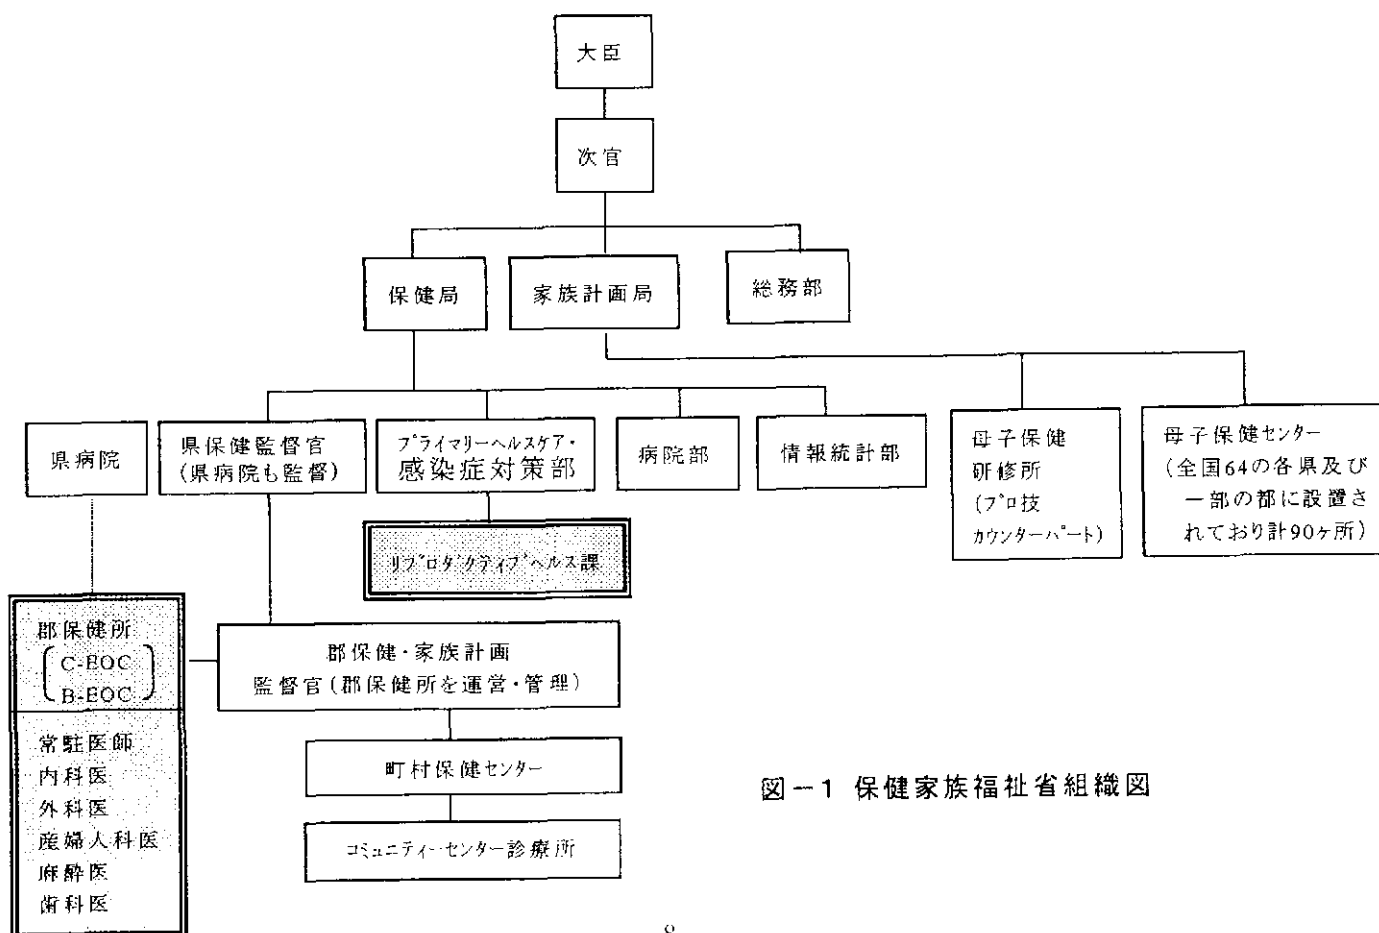 大臣
次官
保健局
家族計画局
総務部
県病院
県保健監督官
(県病院も監督)
プライマリーヘルスケア・
感染症対策部
病院部
情報統計部
母子保健
研修所
(プロ技
カウンターパート)
母子保健センター
(全国64の各県及び
一部の都に設置さ
れており計90ヶ所)
リプロダクティブヘルス課
郡保健所
C-EOC
B-EOC
常駐医師
内科医
外科医
産婦人科医
麻酔医
歯科医
郡保健・家族計画
監督官(郡保健所を運営・管理)
町村保健センター
コミュニティーセンター診療所
図-1 保健家族福祉省組織図